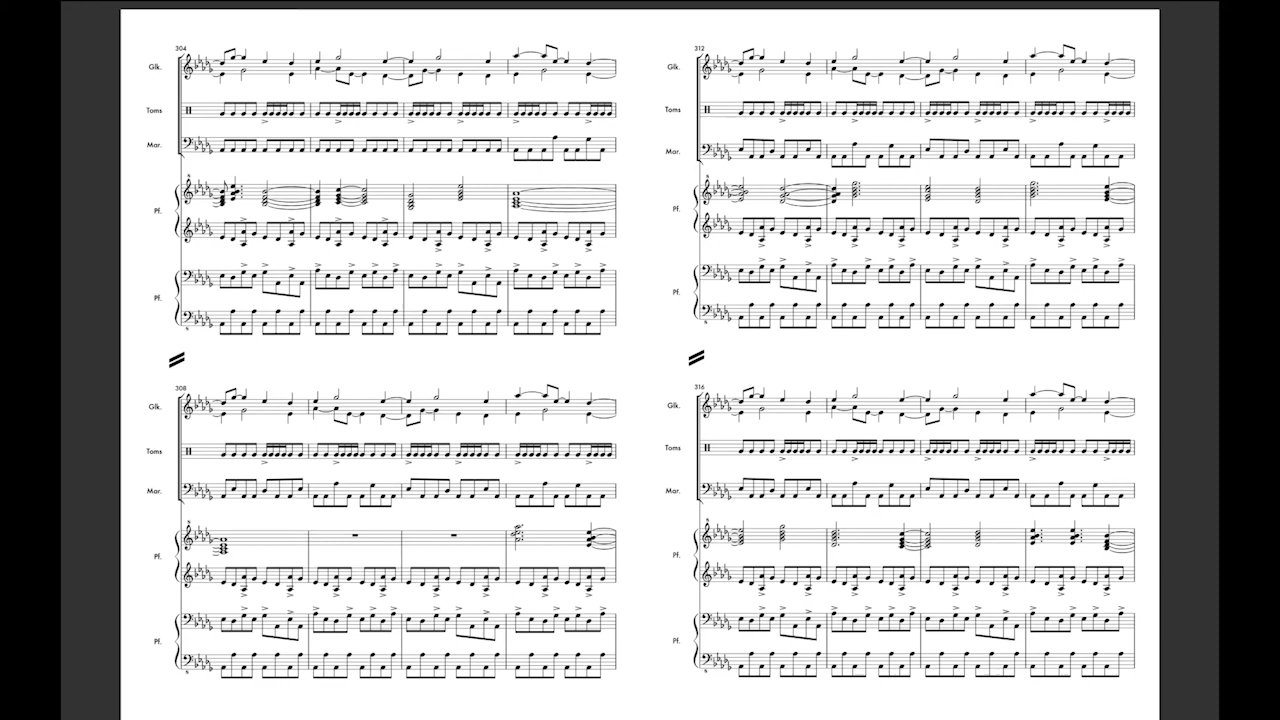 304
Glk.
Toms
Mar.
Pf.
Pf.
308
Glk.
Toms
Mar.
Pf.
Pf.
312
Glk.
Toms
Mar.
Pf.
Pf.
316
Glk.
Toms
Mar.
Pf.
Pf.